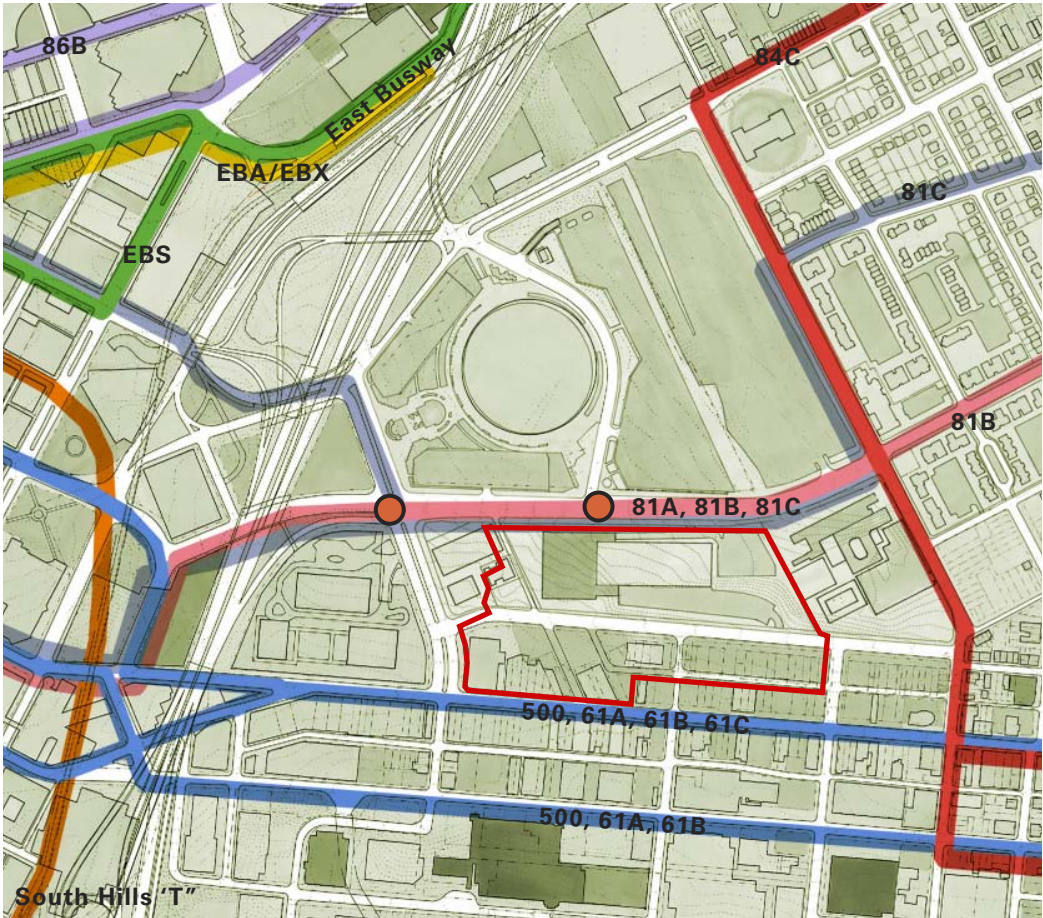 86B
84C
East Busway
EBA/EBX
81C
EBS
81B
81A, 81B, 81C
500, 61A, 61B, 61C
500, 61A, 61B
South Hills ‘T”